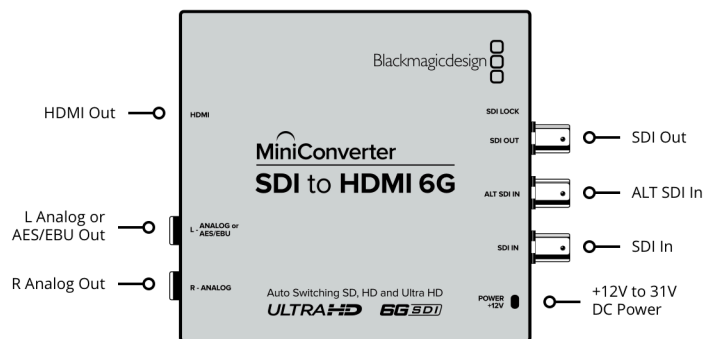 Blackmagicdesign
HDMI Out
HDMI
SDI LOCK
SDI OUT
SDI Out
MiniConverter
SDI to HDMI 6G
ALT SDI IN
ALT SDI In
L Analog or
AES/EBU Out
L - ANALOG or
AES/EBU
SDI IN
SDI In
R Analog Out
R - ANALOG
Auto Switching SD, HD and Ultra HD
ULTRA HD 6G SDI
POWER
+12V
+12V to 31V
DC Power